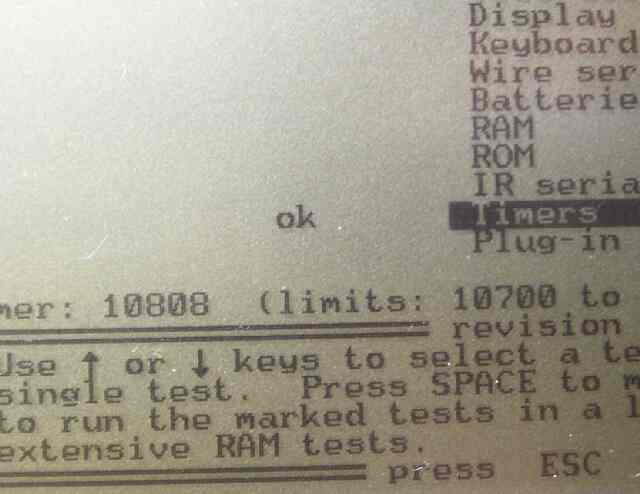 Display
Keyboard
Wire ser
Batterie
RAM
ROM
IR seria
ok Timers
Plug-in
mer: 10808 (limits: 10700 to
revision
Use ↑ or ↓ keys to select a te
single test. Press SPACE to m
to run the marked tests in a l
extensive RAM tests.
press ESC